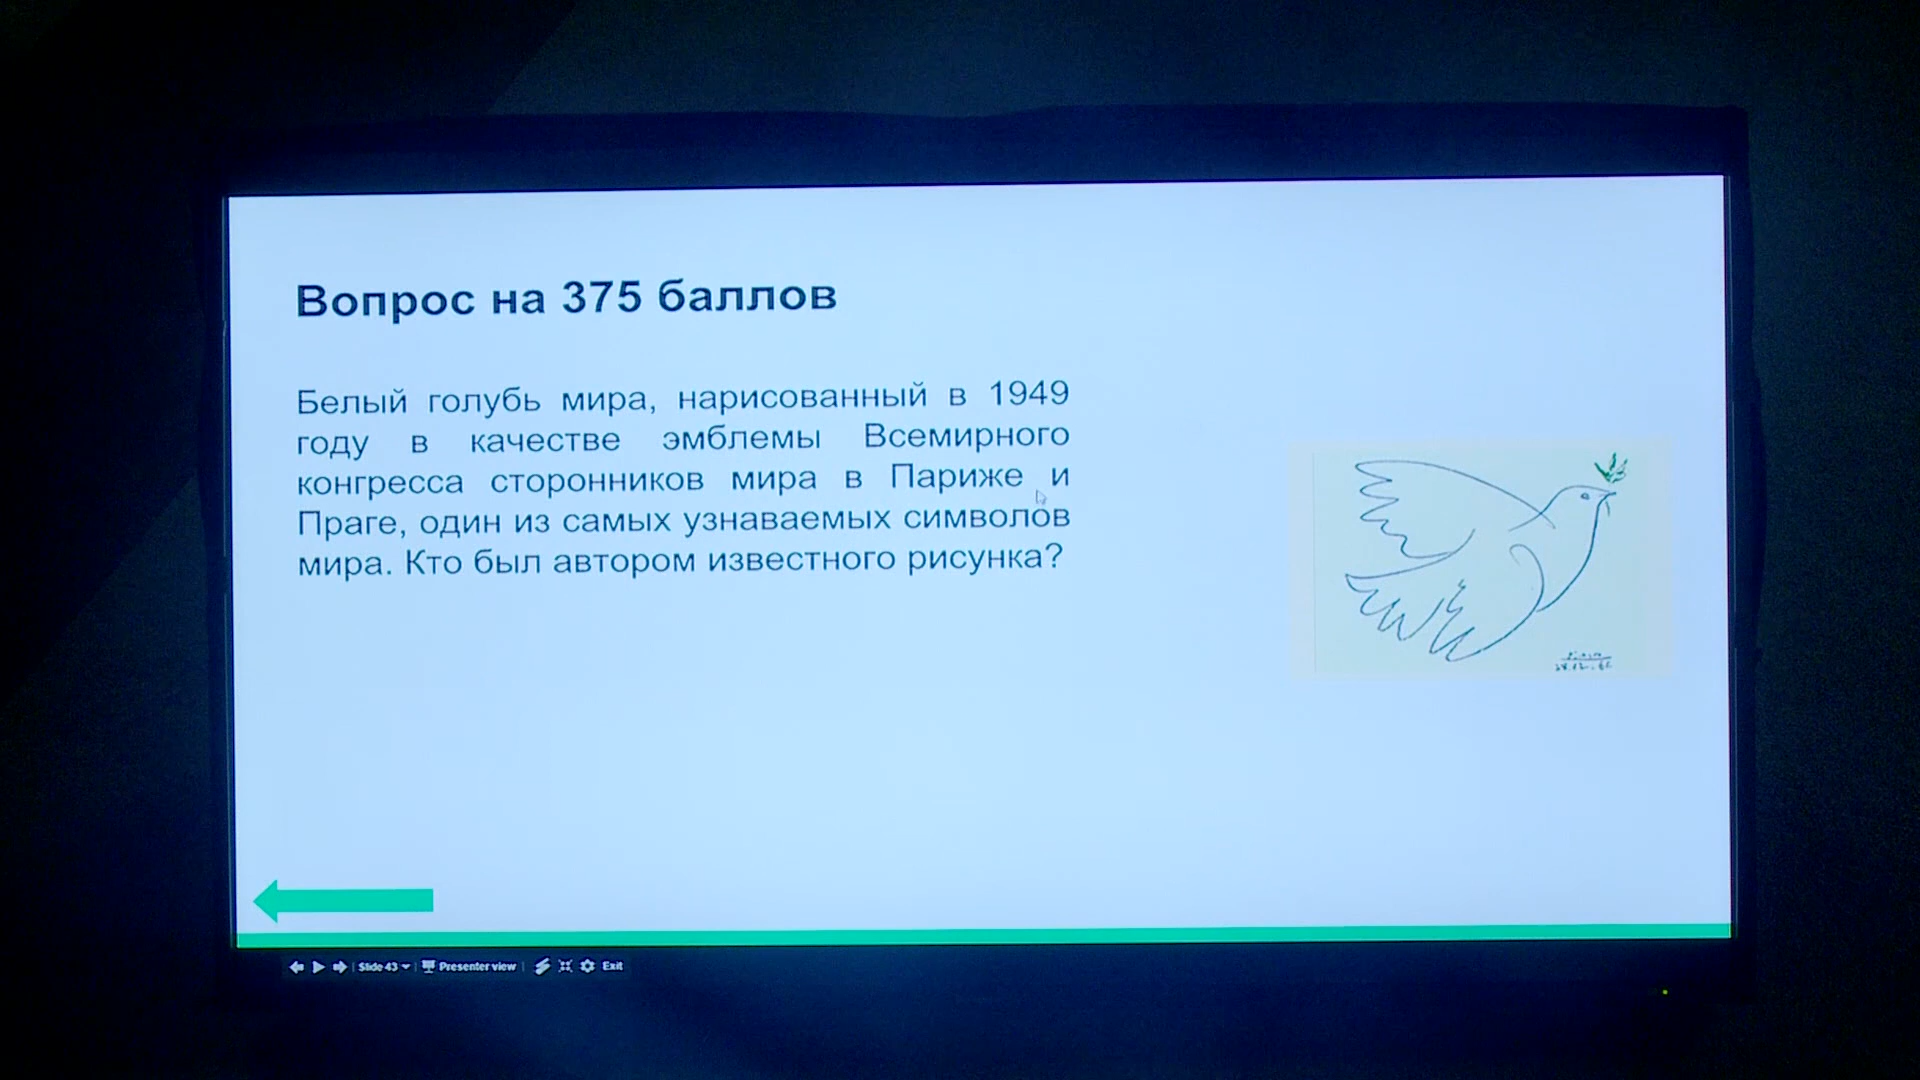 Вопрос на 375 баллов
Белый голубь мира, нарисованный в 1949
году в качестве эмблемы Всемирного
конгресса сторонников мира в Париже и
Праге, один из самых узнаваемых символов
мира. Кто был автором известного рисунка?
Slide 43
Presenter view
Exit